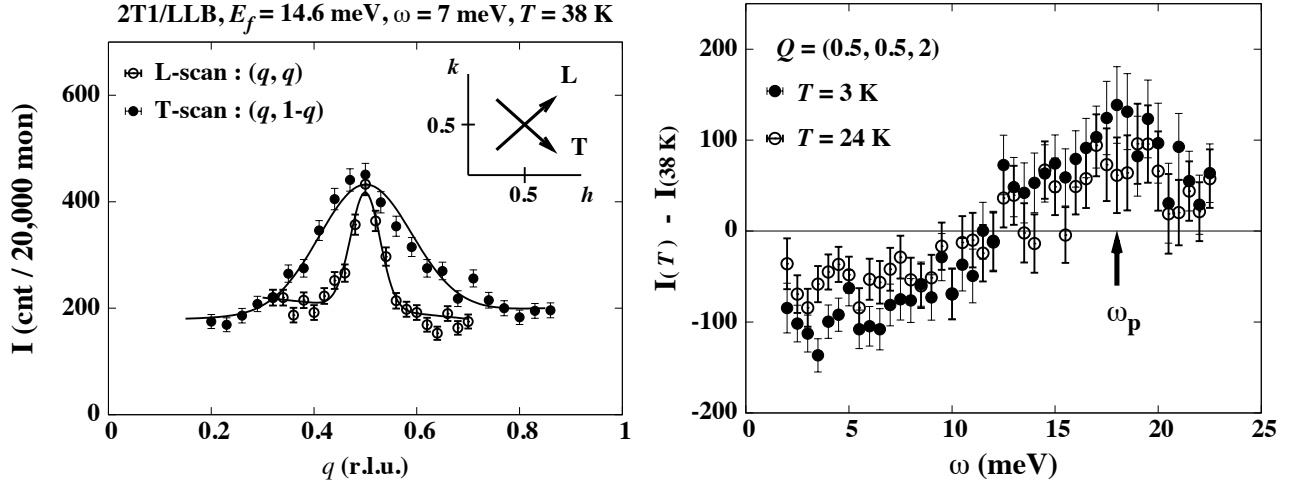 2T1/LLB, E_f = 14.6 meV, ω = 7 meV, T = 38 K
I (cnt / 20,000 mon)
600
400
200
0
L-scan : (q, q)
T-scan : (q, 1-q)
k
L
0.5
T
0.5
h
0.2
0.4
0.6
0.8
1
q (r.l.u.)
I(T) - I(38 K)
200
100
0
-100
-200
Q = (0.5, 0.5, 2)
T = 3 K
T = 24 K
ω_p
0
5
10
15
20
25
ω (meV)